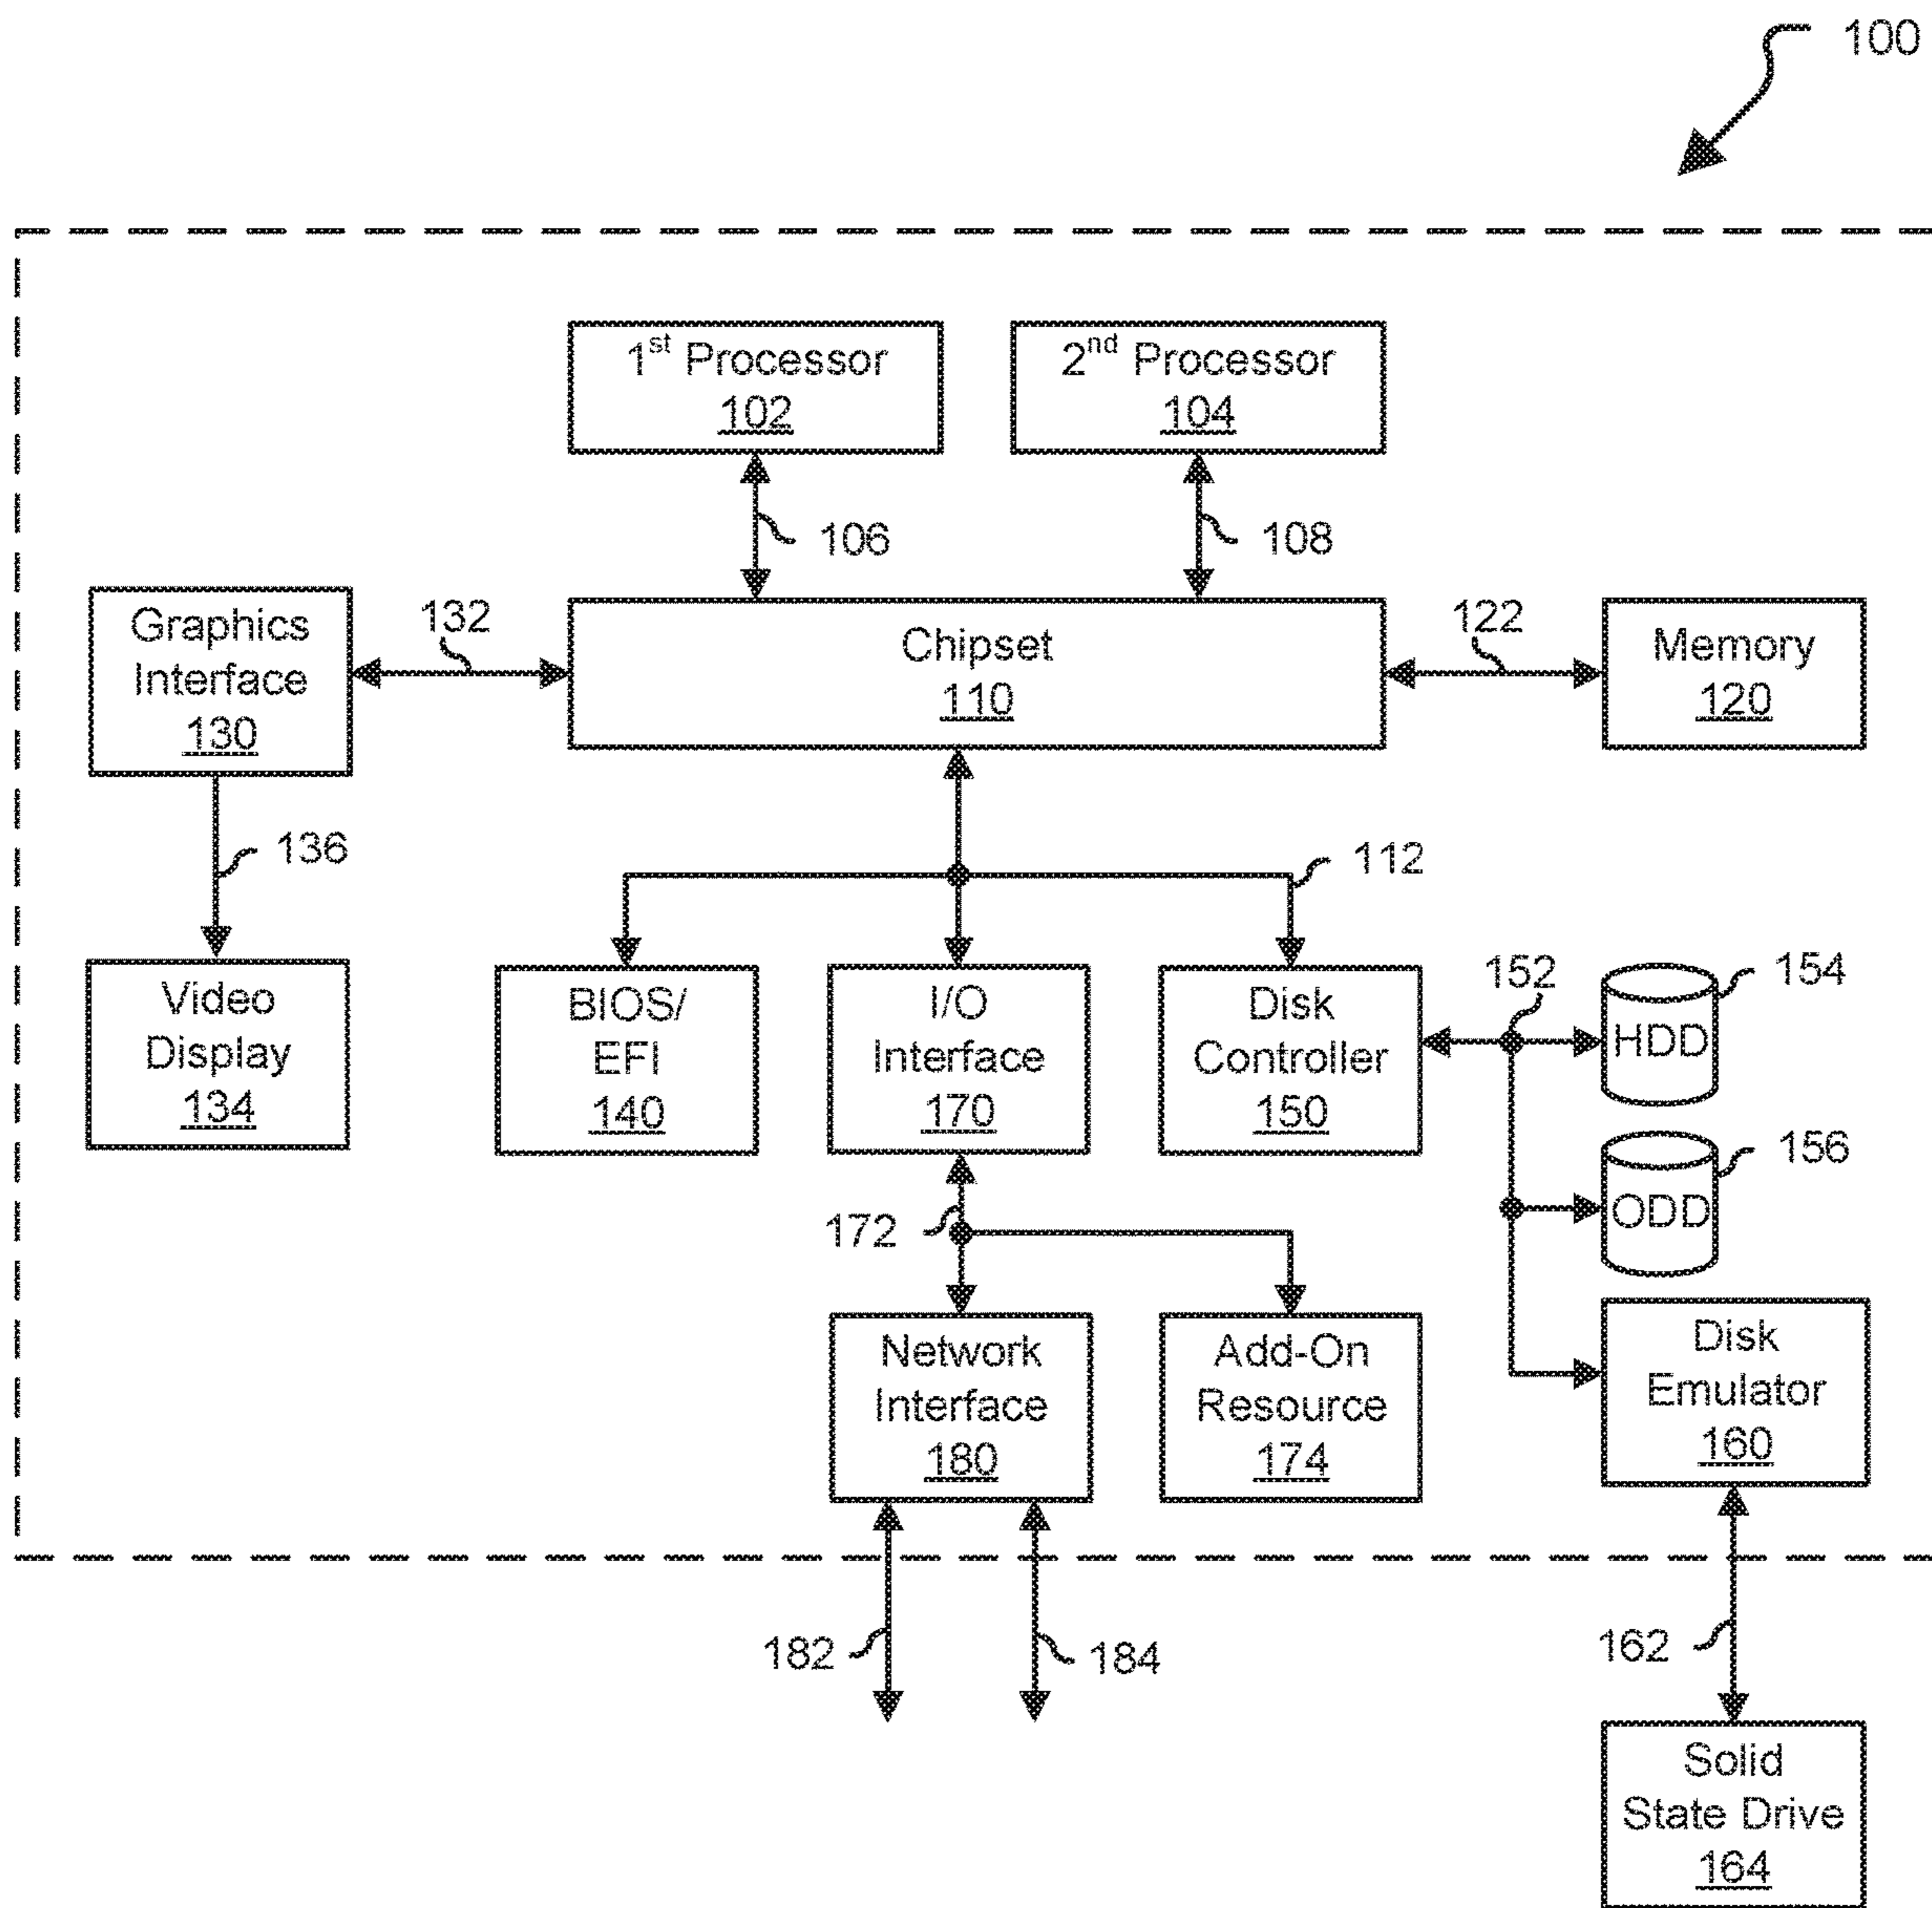 100
1st Processor
102
2nd Processor
104
106
108
Graphics
Interface
130
132
Chipset
110
122
Memory
120
136
112
Video
Display
134
BIOS/
EFI
140
I/O
Interface
170
Disk
Controller
150
152
HDD
154
ODD
156
172
Network
Interface
180
Add-On
Resource
174
Disk
Emulator
160
182
184
162
Solid
State Drive
164